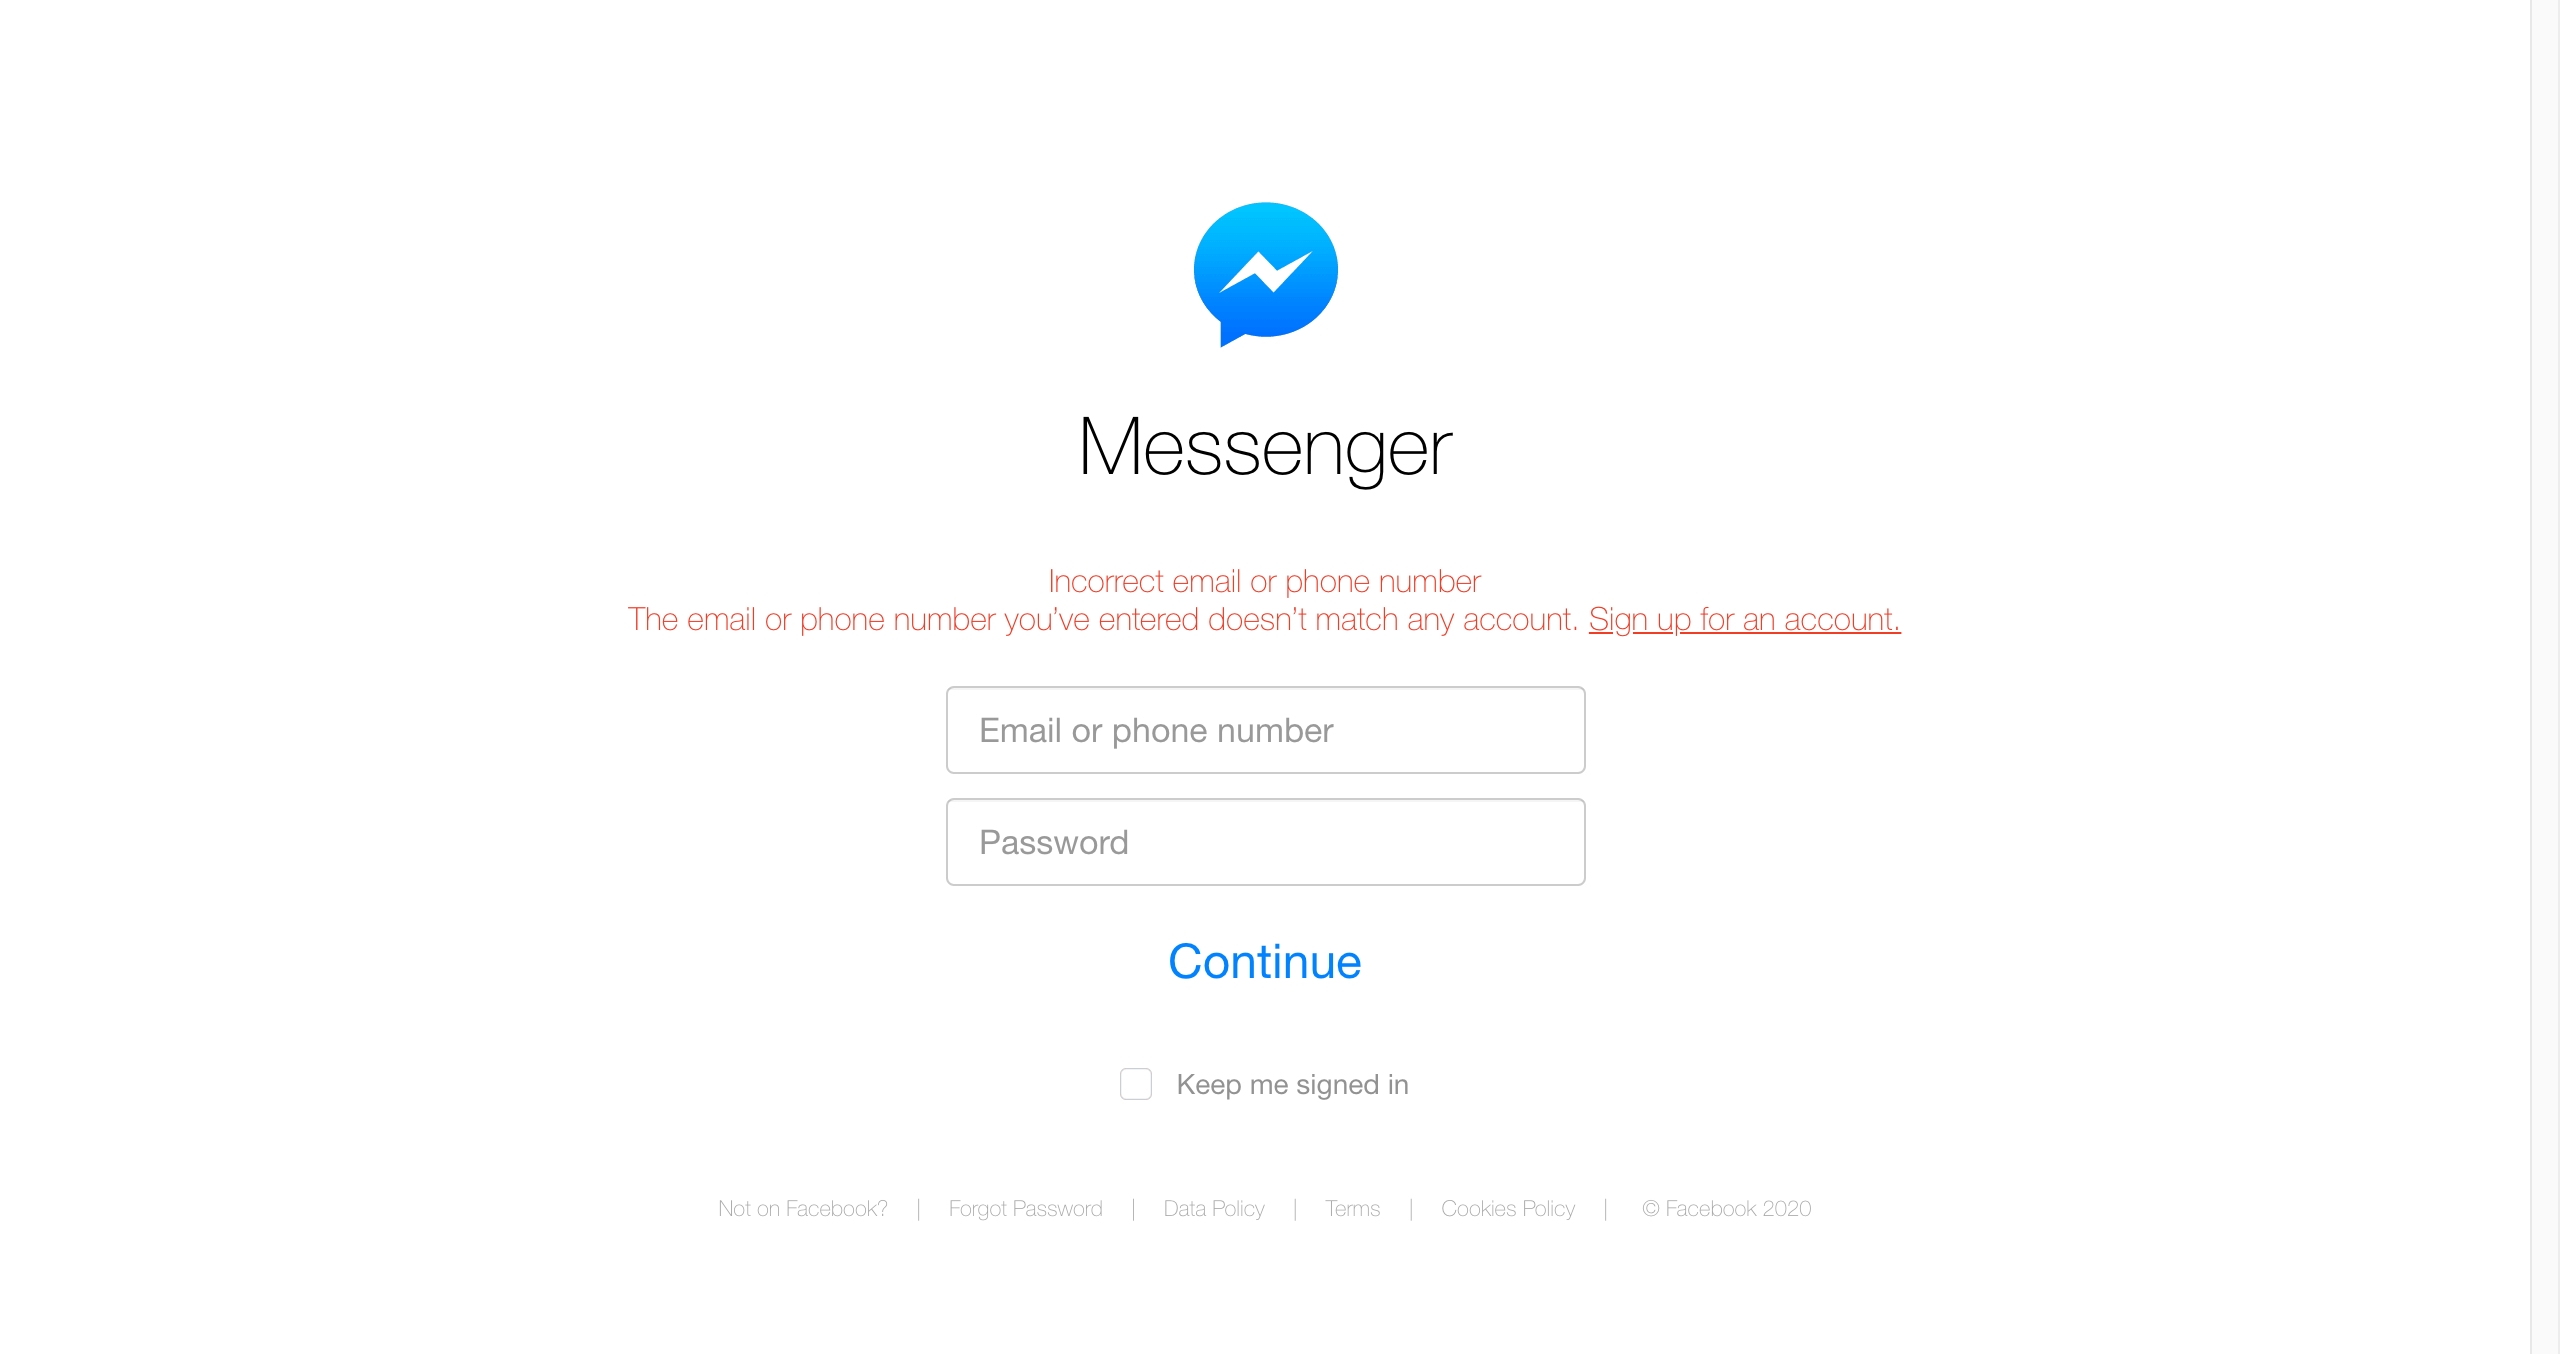 Messenger
Incorrect email or phone number
The email or phone number you’ve entered doesn’t match any account. Sign up for an account.
Email or phone number
Password
Continue
Keep me signed in
Not on Facebook? | Forgot Password | Data Policy | Terms | Cookies Policy | © Facebook 2020